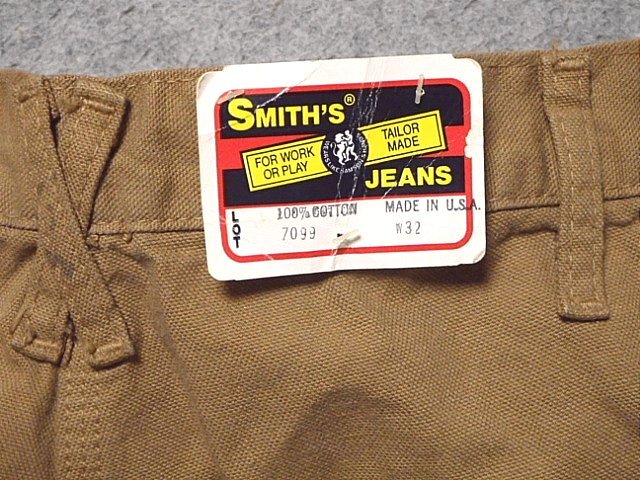 SMITH'S®
FOR WORK
OR PLAY
TAILOR
MADE
JEANS
100% COTTON MADE IN U.S.A.
LOT 7099 - W32